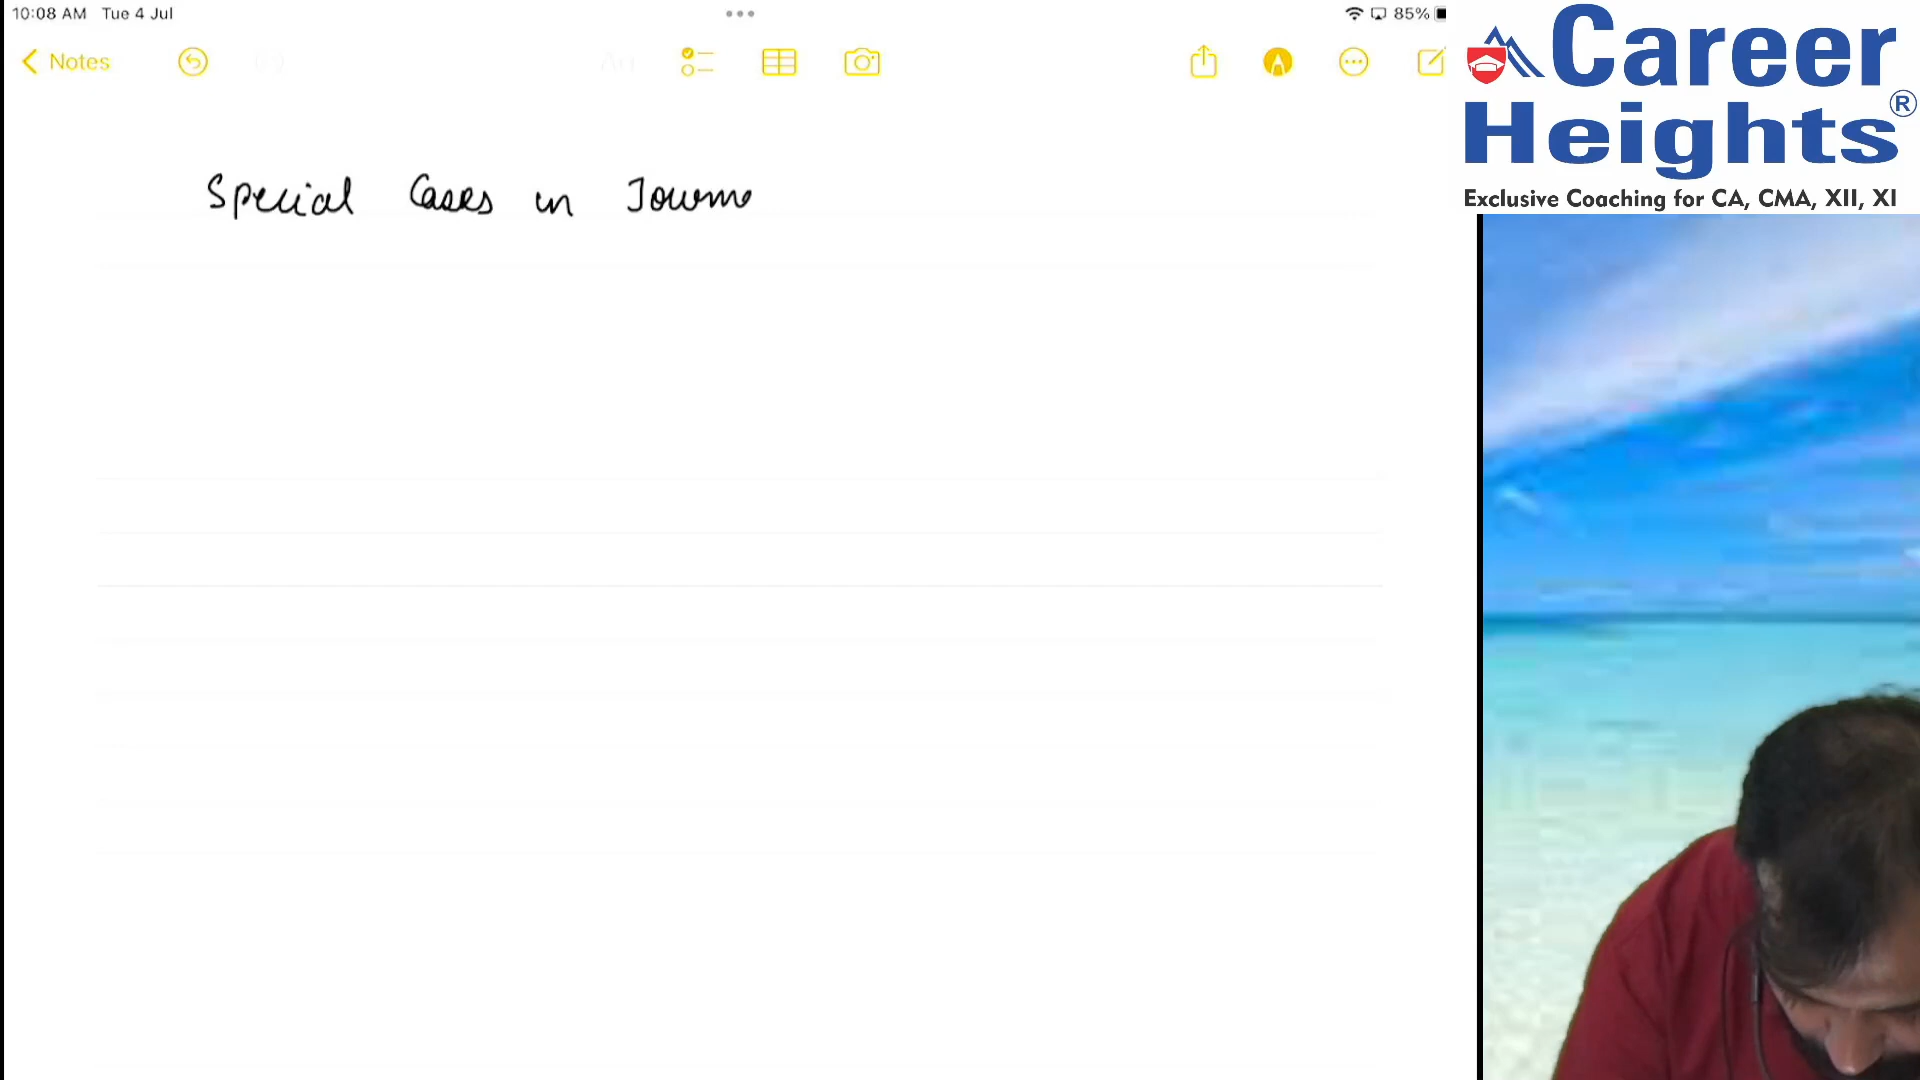 10:08 AM Tue 4 Jul
85%
Notes
Special Cases in Journa
Career
Heights®
Exclusive Coaching for CA, CMA, XII, XI